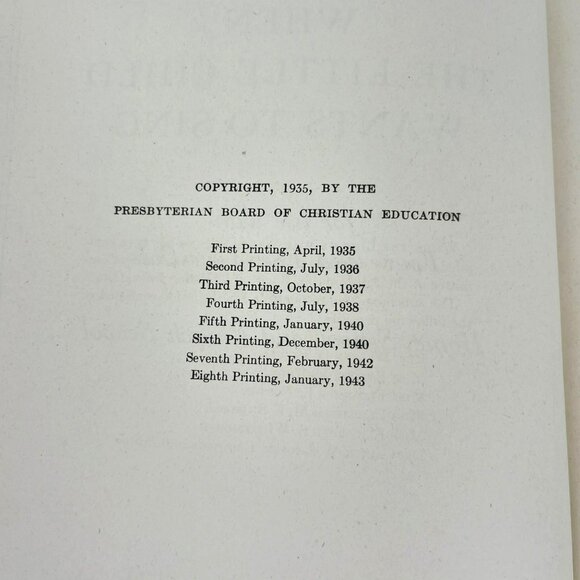 COPYRIGHT, 1935, BY THE
PRESBYTERIAN BOARD OF CHRISTIAN EDUCATION
First Printing, April, 1935
Second Printing, July, 1936
Third Printing, October, 1937
Fourth Printing, July, 1938
Fifth Printing, January, 1940
Sixth Printing, December, 1940
Seventh Printing, February, 1942
Eighth Printing, January, 1943